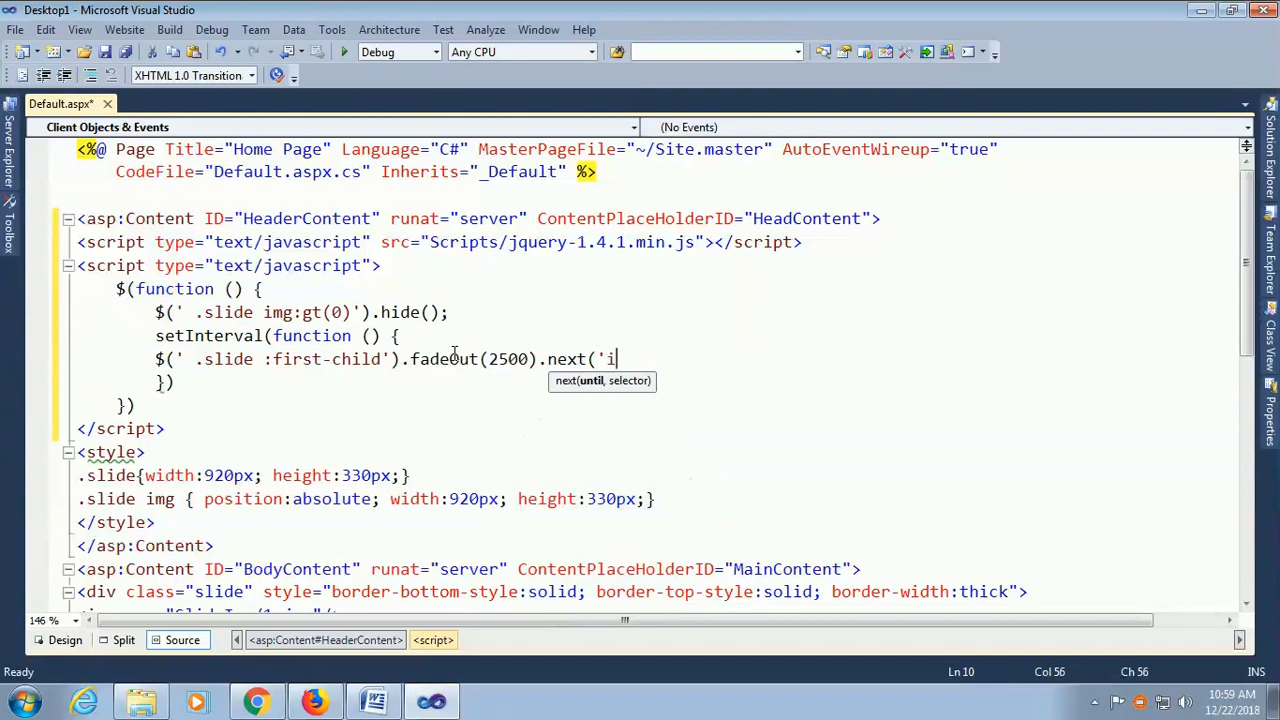 Desktop1 - Microsoft Visual Studio
File Edit View Website Build Debug Team Data Tools Architecture Test Analyze Window Help
Debug Any CPU
XHTML 1.0 Transition
Default.aspx* ×
Client Objects & Events (No Events)
<%@ Page Title="Home Page" Language="C#" MasterPageFile="~/Site.master" AutoEventWireup="true"
CodeFile="Default.aspx.cs" Inherits="_Default" %>
<asp:Content ID="HeaderContent" runat="server" ContentPlaceHolderID="HeadContent">
<script type="text/javascript" src="Scripts/jquery-1.4.1.min.js"></script>
<script type="text/javascript">
$(function () {
$(' .slide img:gt(0)').hide();
setInterval(function () {
$(' .slide :first-child').fadeOut(2500).next('i
next(until, selector)
})
})
</script>
<style>
.slide{width:920px; height:330px;}
.slide img { position:absolute; width:920px; height:330px;}
</style>
</asp:Content>
<asp:Content ID="BodyContent" runat="server" ContentPlaceHolderID="MainContent">
<div class="slide" style="border-bottom-style:solid; border-top-style:solid; border-width:thick">
146 %
Design Split Source <asp:Content#HeaderContent> <script>
Ready Ln 10 Col 56 Ch 56 INS
10:59 AM
12/22/2018
Server Explorer
Toolbox
Solution Explorer
Team Explorer
Class View
Properties